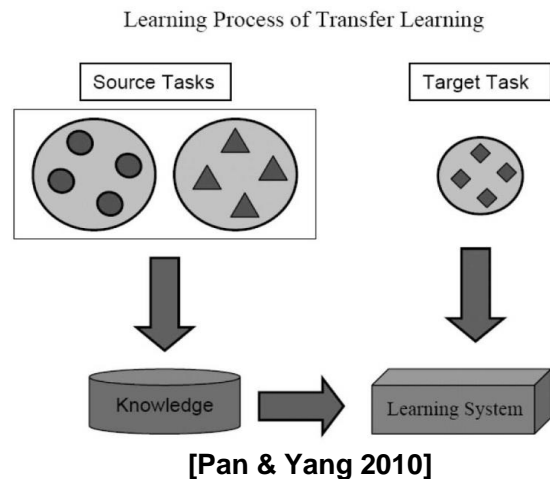 Learning Process of Transfer Learning
Source Tasks
Target Task
Knowledge
Learning System
[Pan & Yang 2010]